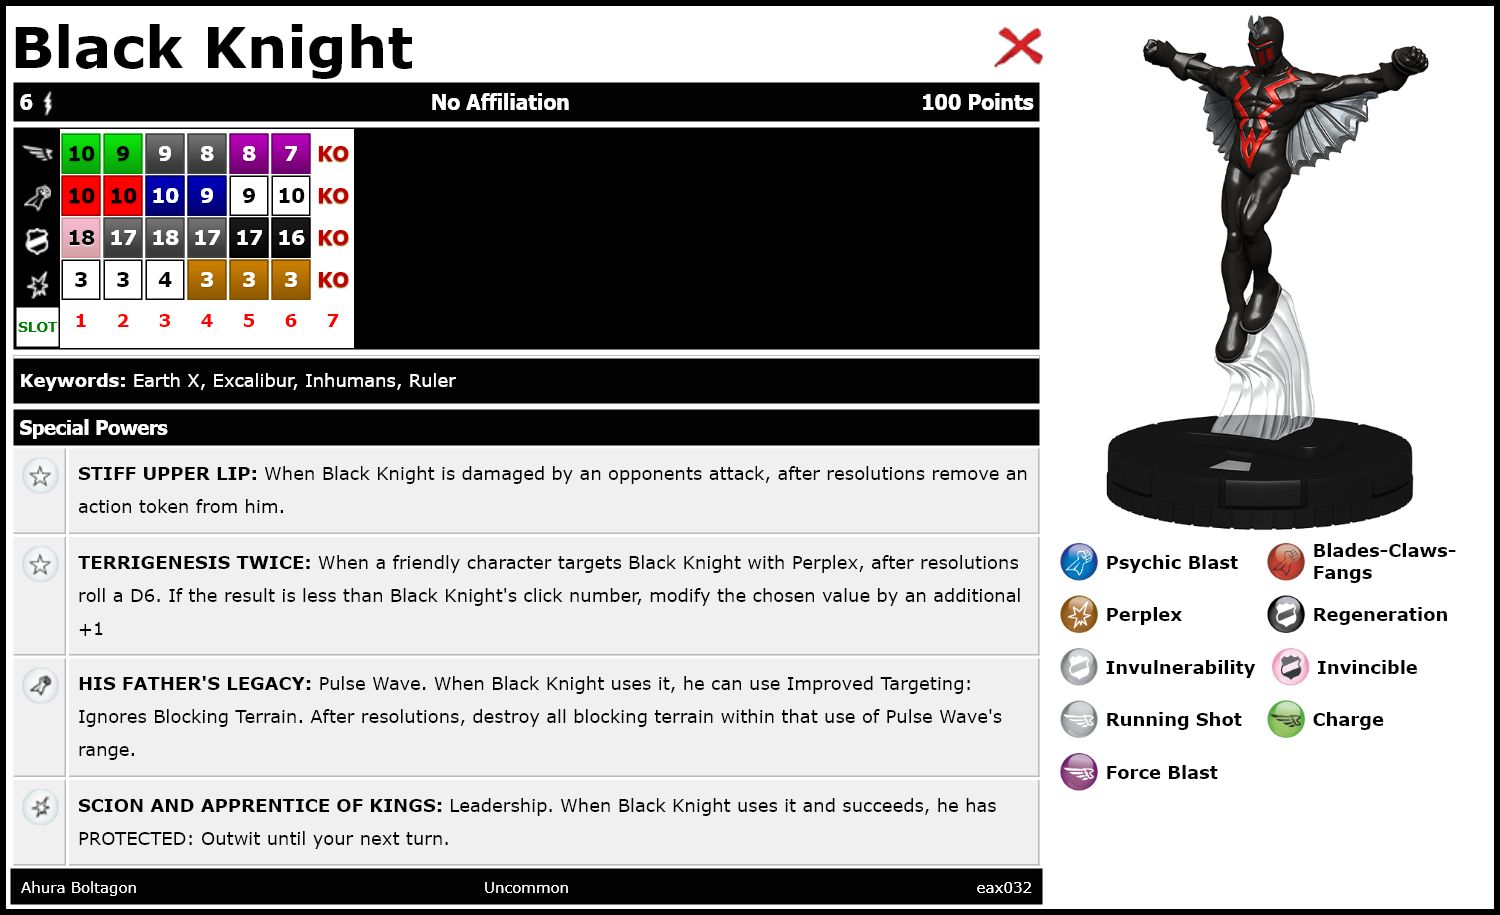 Black Knight
6 No Affiliation 100 Points
10 9 9 8 8 7 KO
10 10 10 9 9 10 KO
18 17 18 17 17 16 KO
3 3 4 3 3 3 KO
SLOT 1 2 3 4 5 6 7
Keywords: Earth X, Excalibur, Inhumans, Ruler
Special Powers
STIFF UPPER LIP: When Black Knight is damaged by an opponents attack, after resolutions remove an
action token from him.
TERRIGENESIS TWICE: When a friendly character targets Black Knight with Perplex, after resolutions
roll a D6. If the result is less than Black Knight's click number, modify the chosen value by an additional
+1
HIS FATHER'S LEGACY: Pulse Wave. When Black Knight uses it, he can use Improved Targeting:
Ignores Blocking Terrain. After resolutions, destroy all blocking terrain within that use of Pulse Wave's
range.
SCION AND APPRENTICE OF KINGS: Leadership. When Black Knight uses it and succeeds, he has
PROTECTED: Outwit until your next turn.
Ahura Boltagon Uncommon eax032
Psychic Blast
Blades-Claws-
Fangs
Perplex
Regeneration
Invulnerability
Invincible
Running Shot
Charge
Force Blast